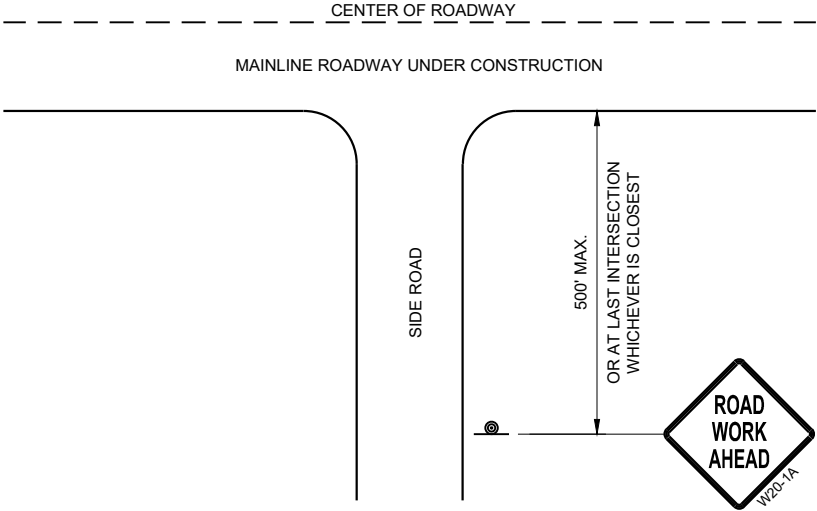 CENTER OF ROADWAY
MAINLINE ROADWAY UNDER CONSTRUCTION
SIDE ROAD
500' MAX.
OR AT LAST INTERSECTION
WHICHEVER IS CLOSEST
ROAD
WORK
AHEAD
W20-1A